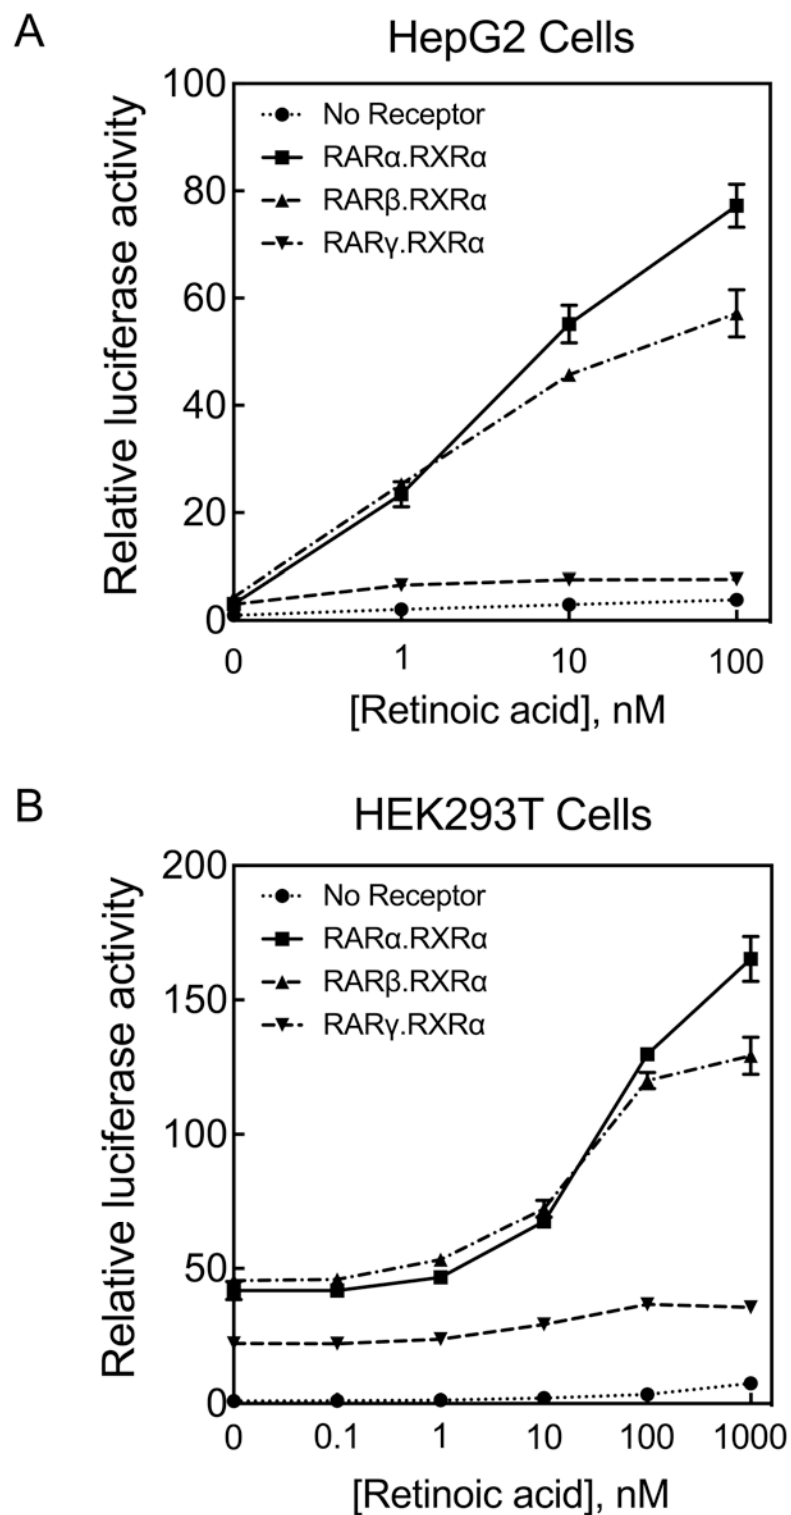 A
HepG2 Cells
Relative luciferase activity
100
80
60
40
20
0
No Receptor
RARα.RXRα
RARβ.RXRα
RARγ.RXRα
0 1 10 100
[Retinoic acid], nM
B
HEK293T Cells
Relative luciferase activity
200
150
100
50
0
No Receptor
RARα.RXRα
RARβ.RXRα
RARγ.RXRα
0 0.1 1 10 100 1000
[Retinoic acid], nM